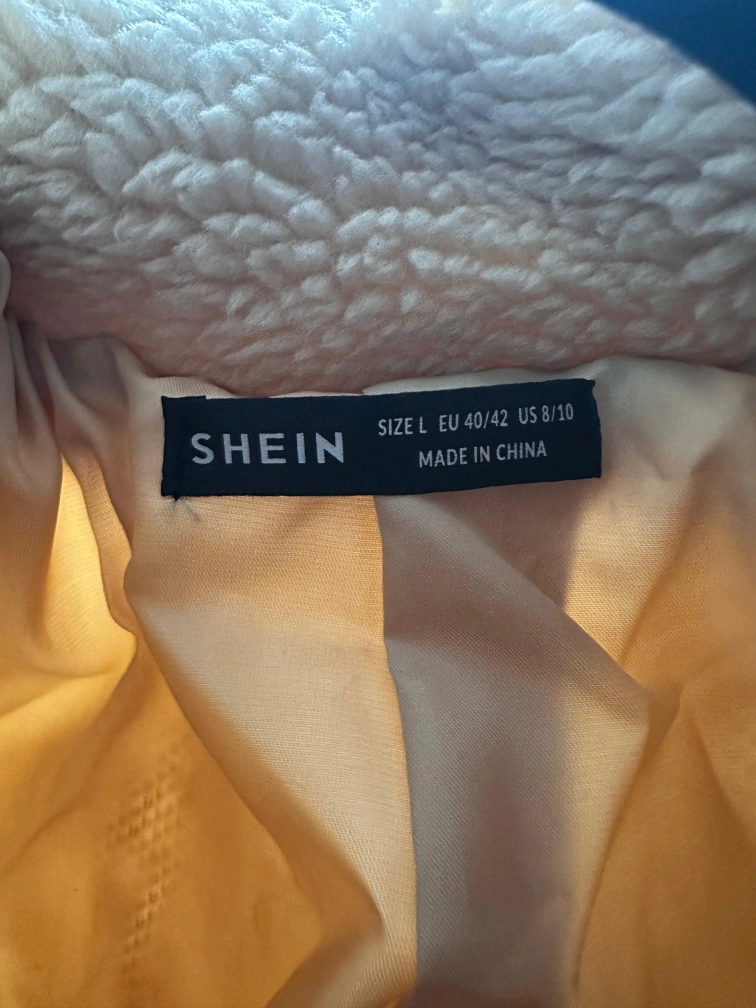 SHEIN
SIZE L EU 40/42 US 8/10
MADE IN CHINA